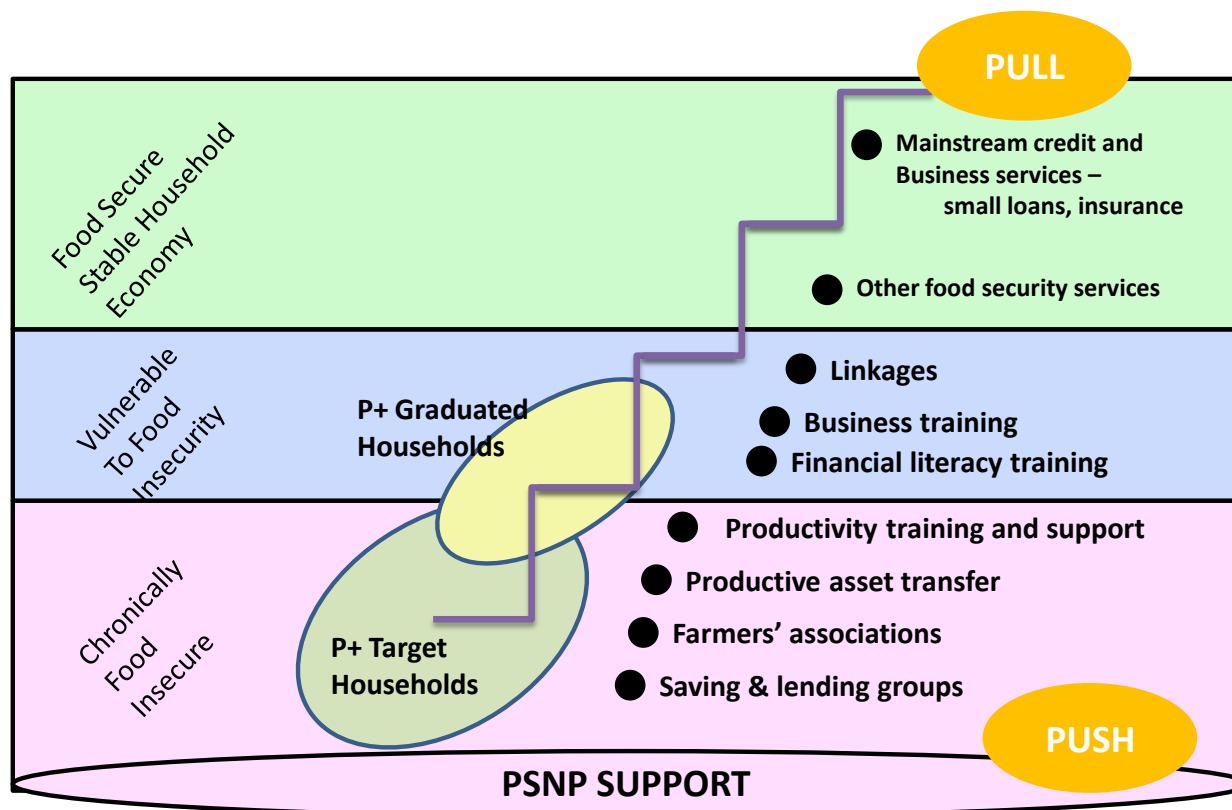 PULL
Food Secure
Stable Household
Economy
Mainstream credit and
Business services –
small loans, insurance
Other food security services
Vulnerable
To Food
Insecurity
P+ Graduated
Households
Linkages
Business training
Financial literacy training
Chronically
Food
Insecure
P+ Target
Households
Productivity training and support
Productive asset transfer
Farmers’ associations
Saving & lending groups
PUSH
PSNP SUPPORT